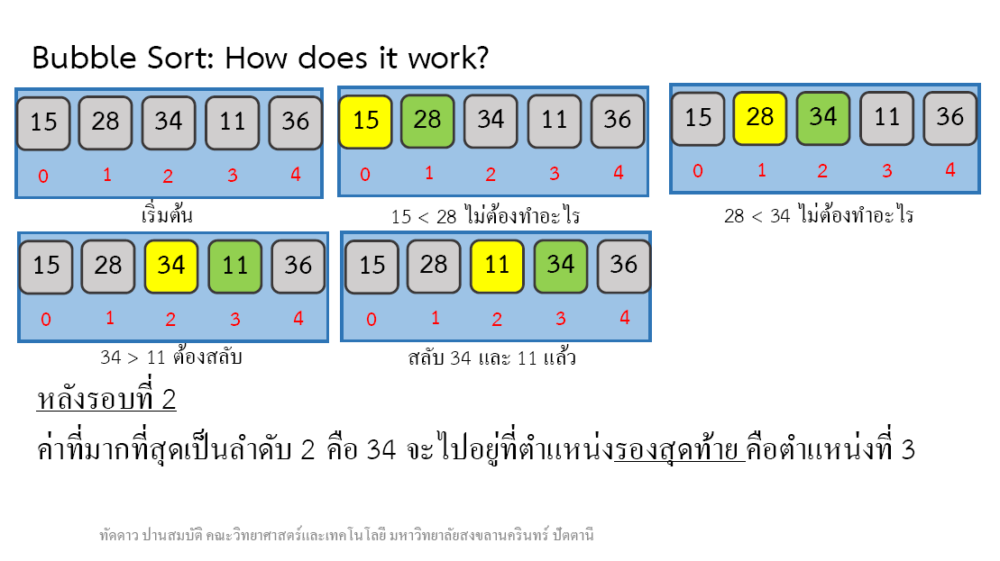 Bubble Sort: How does it work?
15 28 34 11 36
0 1 2 3 4
เริ่มต้น
15 28 34 11 36
0 1 2 3 4
15 < 28 ไม่ต้องทำอะไร
15 28 34 11 36
0 1 2 3 4
28 < 34 ไม่ต้องทำอะไร
15 28 34 11 36
0 1 2 3 4
34 > 11 ต้องสลับ
15 28 11 34 36
0 1 2 3 4
สลับ 34 และ 11 แล้ว
หลังรอบที่ 2
ค่าที่มากที่สุดเป็นลำดับ 2 คือ 34 จะไปอยู่ที่ตำแหน่งรองสุดท้าย คือตำแหน่งที่ 3
ทัดดาว ปานสมบัติ คณะวิทยาศาสตร์และเทคโนโลยี มหาวิทยาลัยสงขลานครินทร์ ปัตตานี